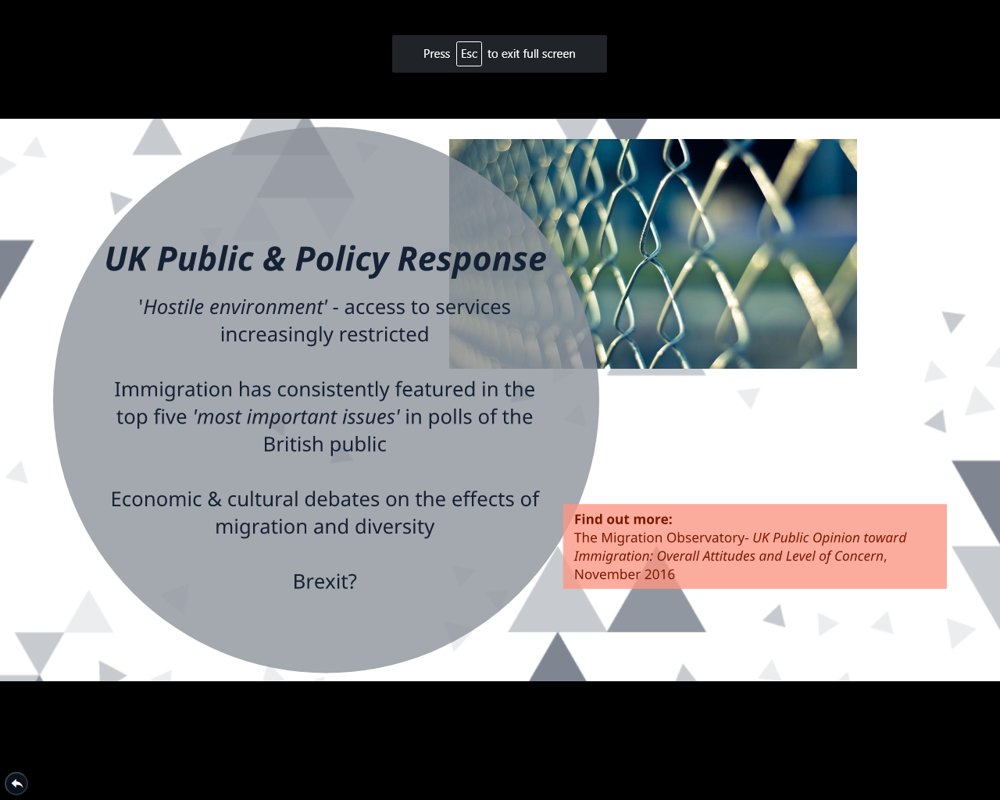 Press Esc to exit full screen
UK Public & Policy Response
'Hostile environment' - access to services
increasingly restricted
Immigration has consistently featured in the
top five 'most important issues' in polls of the
British public
Economic & cultural debates on the effects of
migration and diversity
Brexit?
Find out more:
The Migration Observatory- UK Public Opinion toward
Immigration: Overall Attitudes and Level of Concern,
November 2016